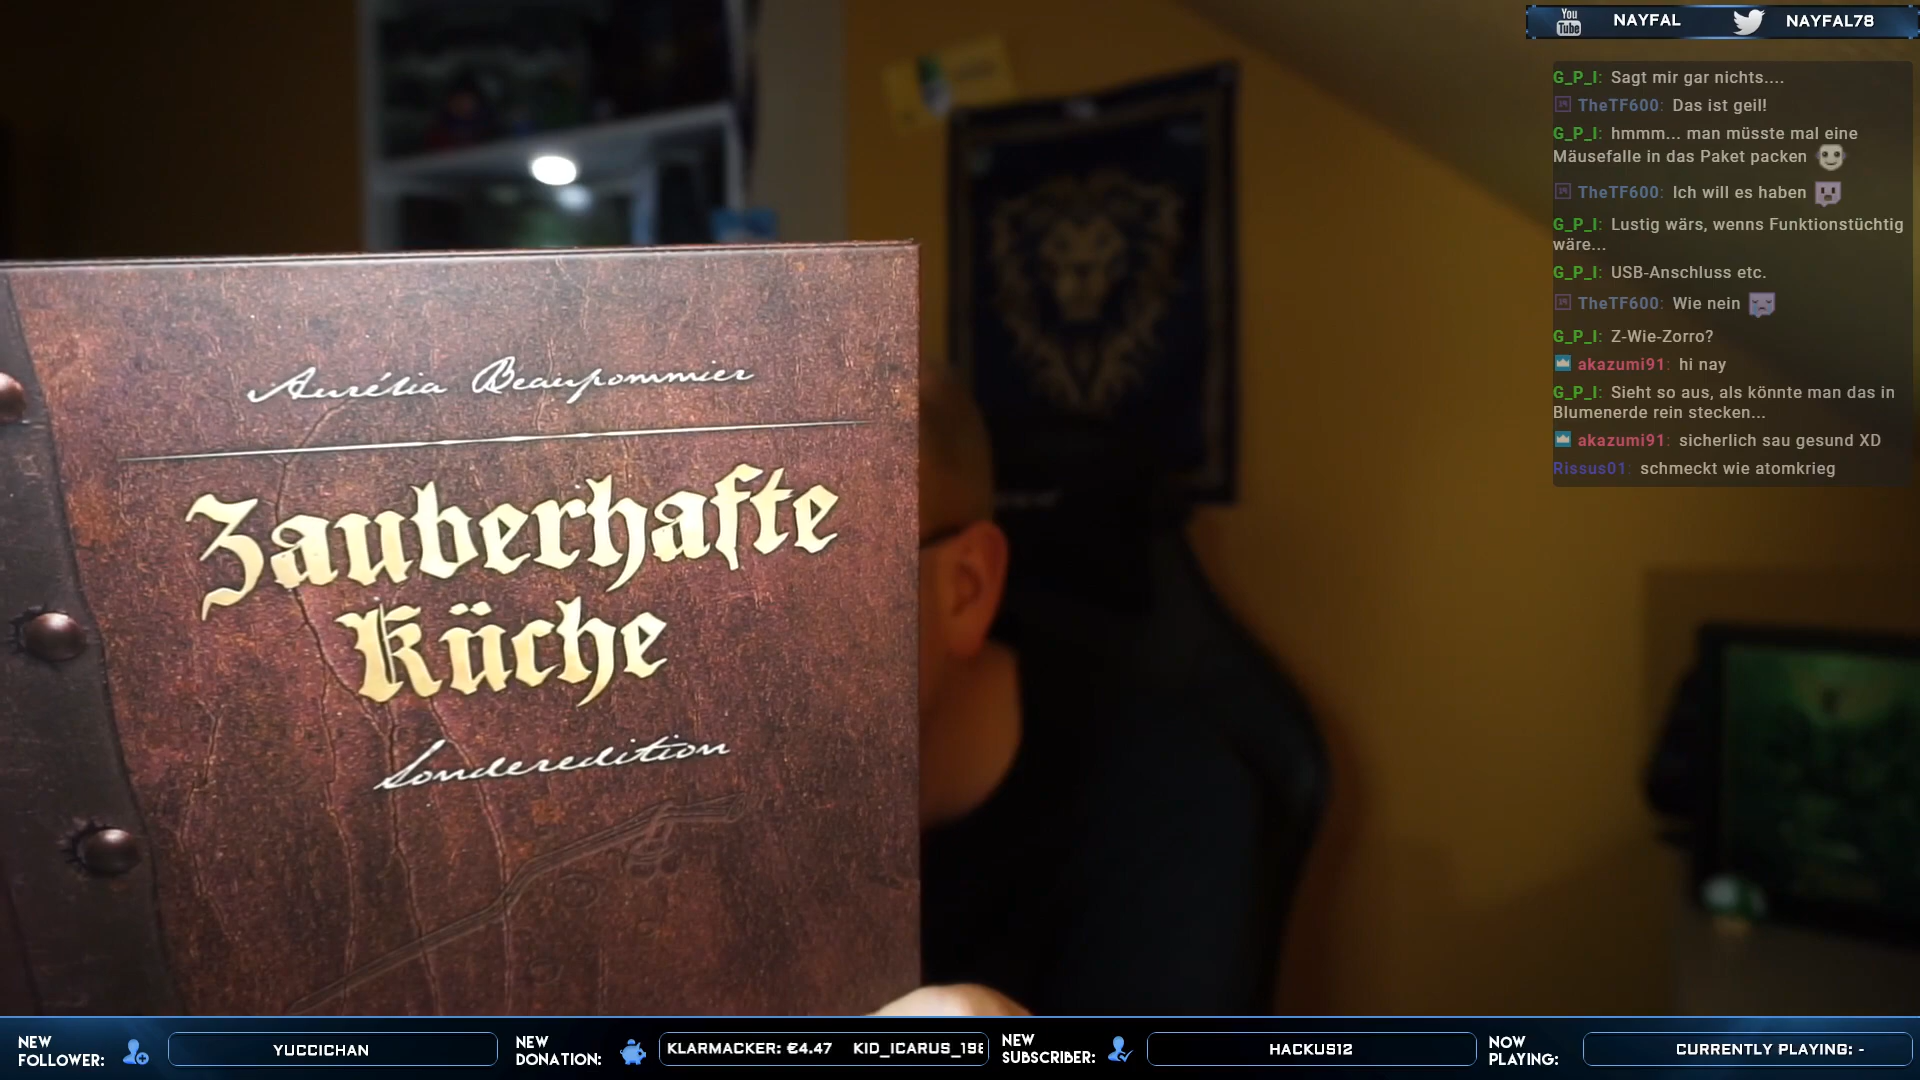 You
Tube
NAYFAL
NAYFAL78
G_P_I: Sagt mir gar nichts....
TheTF600: Das ist geil!
G_P_I: hmmm... man müsste mal eine
Mäusefalle in das Paket packen
TheTF600: Ich will es haben
G_P_I: Lustig wärs, wenns Funktionstüchtig
wäre...
G_P_I: USB-Anschluss etc.
TheTF600: Wie nein
G_P_I: Z-Wie-Zorro?
akazumi91: hi nay
G_P_I: Sieht so aus, als könnte man das in
Blumenerde rein stecken...
akazumi91: sicherlich sau gesund XD
Rissus01: schmeckt wie atomkrieg
Aurélia Beaupommier
Zauberhafte
Küche
Sonderedition
NEW
FOLLOWER:
YUCCICHAN
NEW
DONATION:
KLARMACKER: €4.47 KID_ICARUS_198
NEW
SUBSCRIBER:
HACKUS12
NOW
PLAYING:
CURRENTLY PLAYING: -